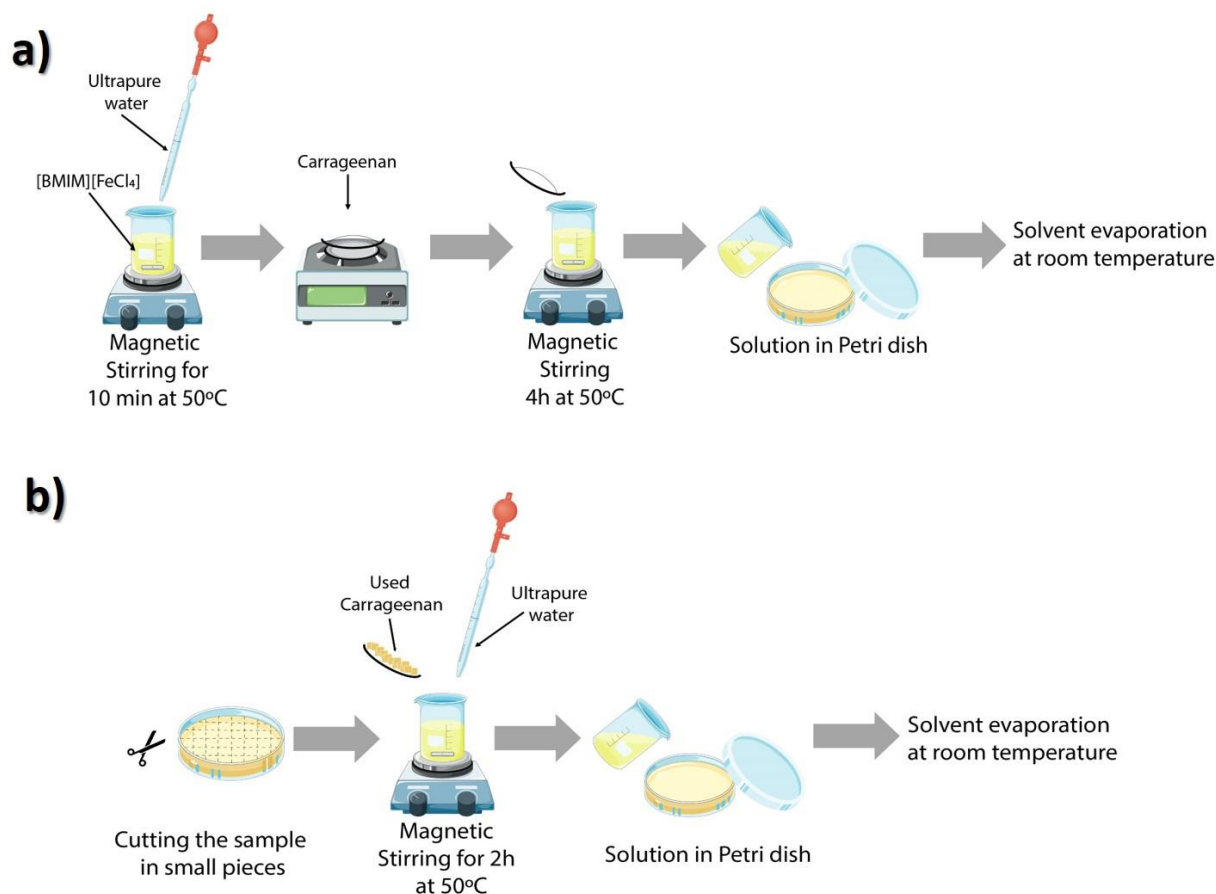 a)
Ultrapure
water
[BMIM][FeCl₄]
Magnetic
Stirring for
10 min at 50ºC
Carrageenan
Magnetic
Stirring
4h at 50ºC
Solution in Petri dish
Solvent evaporation
at room temperature
b)
Cutting the sample
in small pieces
Used
Carrageenan
Ultrapure
water
Magnetic
Stirring for 2h
at 50ºC
Solution in Petri dish
Solvent evaporation
at room temperature